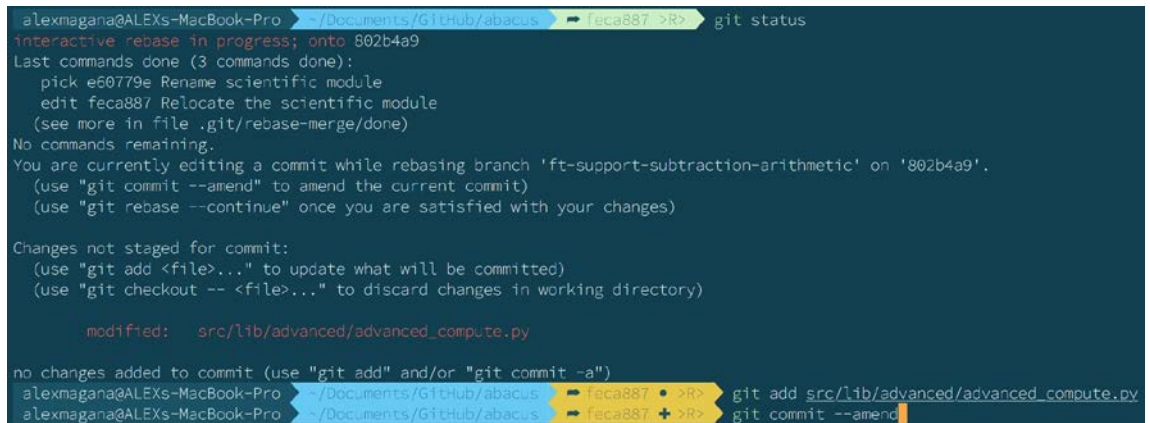 alexmagana@ALEXs-MacBook-Pro ~/Documents/GitHub/abacus ➦ feca887 >R> git status
interactive rebase in progress; onto 802b4a9
Last commands done (3 commands done):
pick e60779e Rename scientific module
edit feca887 Relocate the scientific module
(see more in file .git/rebase-merge/done)
No commands remaining.
You are currently editing a commit while rebasing branch 'ft-support-subtraction-arithmetic' on '802b4a9'.
(use "git commit --amend" to amend the current commit)
(use "git rebase --continue" once you are satisfied with your changes)
Changes not staged for commit:
(use "git add <file>..." to update what will be committed)
(use "git checkout -- <file>..." to discard changes in working directory)
modified: src/lib/advanced/advanced_compute.py
no changes added to commit (use "git add" and/or "git commit -a")
alexmagana@ALEXs-MacBook-Pro ~/Documents/GitHub/abacus ➦ feca887 ● >R> git add src/lib/advanced/advanced_compute.py
alexmagana@ALEXs-MacBook-Pro ~/Documents/GitHub/abacus ➦ feca887 ✚ >R> git commit --amend